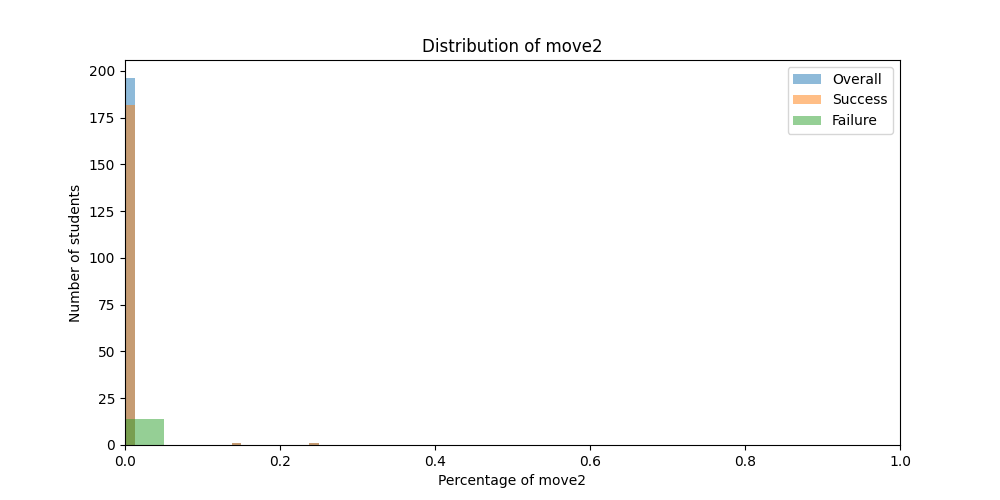 Distribution of move2
Overall
Success
Failure
200
175
150
125
100
75
50
25
0
Number of students
0.0 0.2 0.4 0.6 0.8 1.0
Percentage of move2